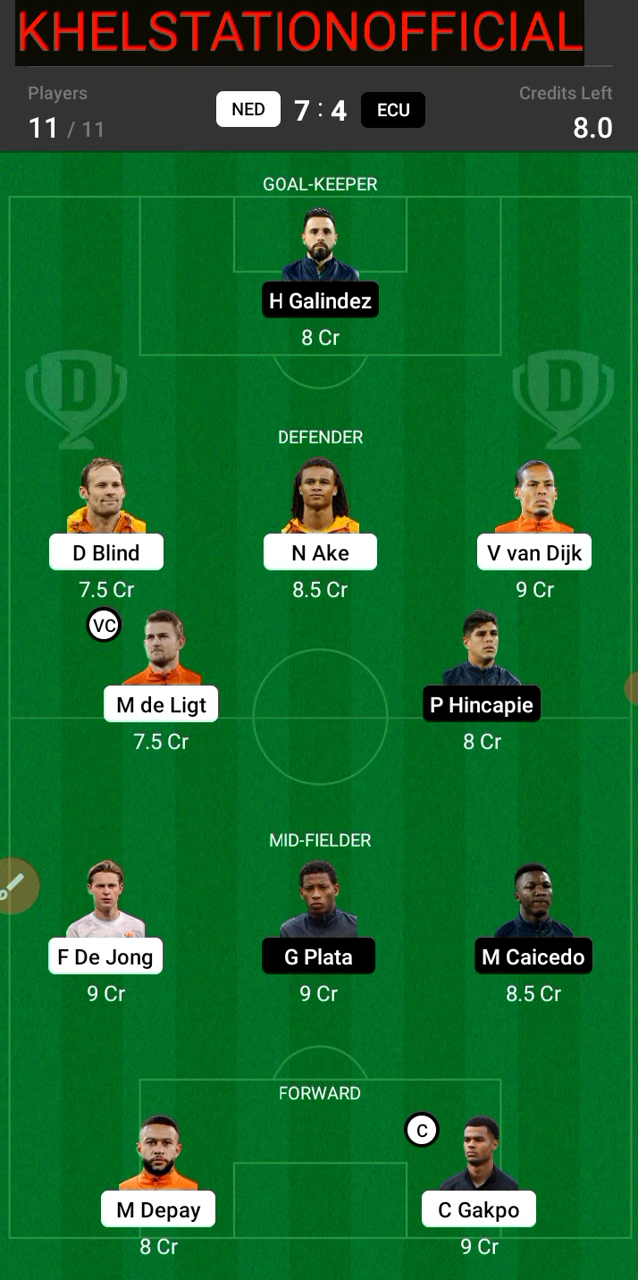 KHELSTATIONOFFICIAL
Players
11 / 11
NED 7 : 4 ECU
Credits Left
8.0
GOAL-KEEPER
H Galindez
8 Cr
D D
DEFENDER
D Blind N Ake V van Dijk
7.5 Cr 8.5 Cr 9 Cr
VC
M de Ligt P Hincapie
7.5 Cr 8 Cr
MID-FIELDER
F De Jong G Plata M Caicedo
9 Cr 9 Cr 8.5 Cr
FORWARD
C
M Depay C Gakpo
8 Cr 9 Cr